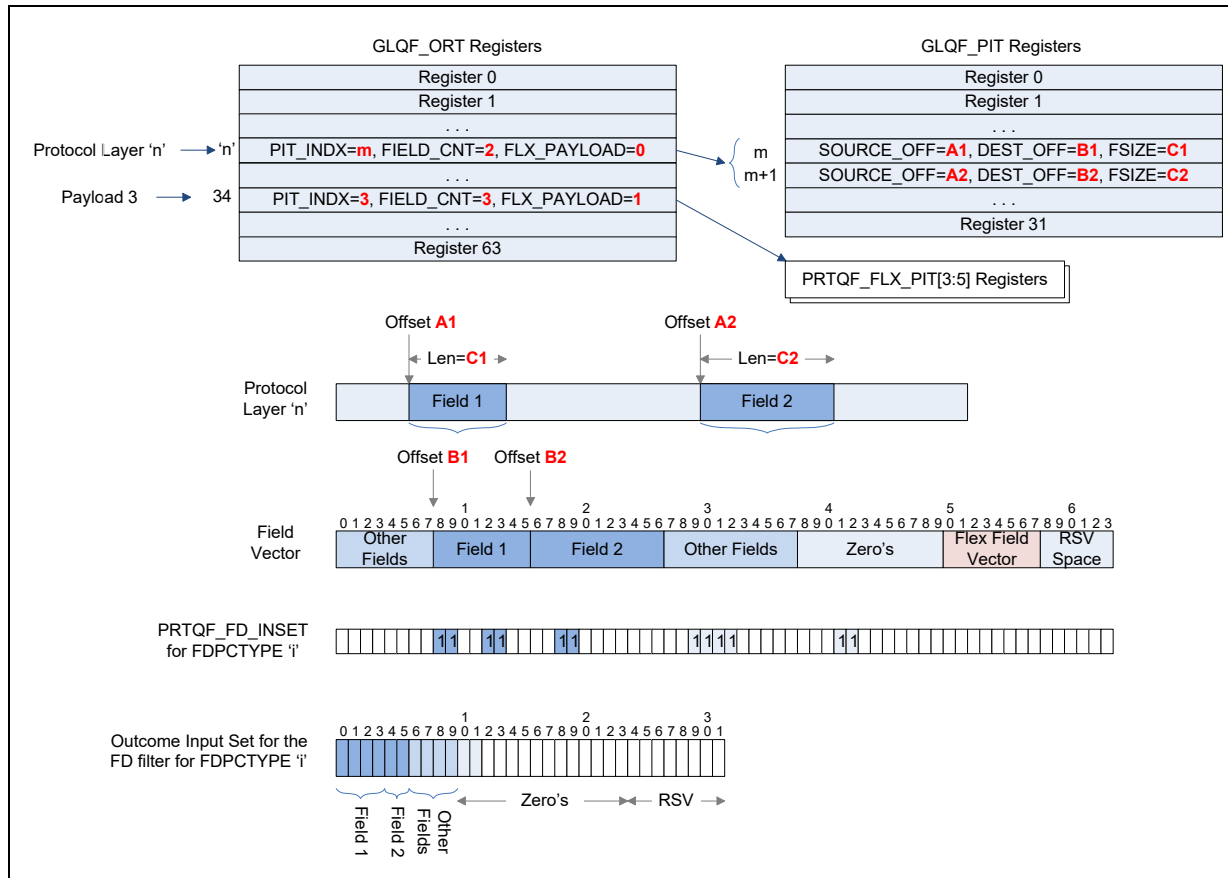 GLQF_ORT Registers
GLQF_PIT Registers
Register 0
Register 0
Register 1
Register 1
. . .
. . .
Protocol Layer ‘n’
‘n’
PIT_INDX=m, FIELD_CNT=2, FLX_PAYLOAD=0
m
SOURCE_OFF=A1, DEST_OFF=B1, FSIZE=C1
. . .
m+1
SOURCE_OFF=A2, DEST_OFF=B2, FSIZE=C2
Payload 3
34
PIT_INDX=3, FIELD_CNT=3, FLX_PAYLOAD=1
. . .
. . .
Register 31
Register 63
PRTQF_FLX_PIT[3:5] Registers
Offset A1
Offset A2
Len=C1
Len=C2
Protocol
Layer ‘n’
Field 1
Field 2
Offset B1
Offset B2
1 2 3 4 5 6
0 1 2 3 4 5 6 7 8 9 0 1 2 3 4 5 6 7 8 9 0 1 2 3 4 5 6 7 8 9 0 1 2 3 4 5 6 7 8 9 0 1 2 3 4 5 6 7 8 9 0 1 2 3 4 5 6 7 8 9 0 1 2 3
Field
Vector
Other
Fields
Field 1
Field 2
Other Fields
Zero's
Flex Field
Vector
RSV
Space
PRTQF_FD_INSET
for FDPCTYPE ‘i’
1 1 1 1 1 1 1 1 1 1 1 1
1 2 3
0 1 2 3 4 5 6 7 8 9 0 1 2 3 4 5 6 7 8 9 0 1 2 3 4 5 6 7 8 9 0 1
Outcome Input Set for the
FD filter for FDPCTYPE ‘i’
Zero's
RSV
Field 1
Field 2
Other
Fields